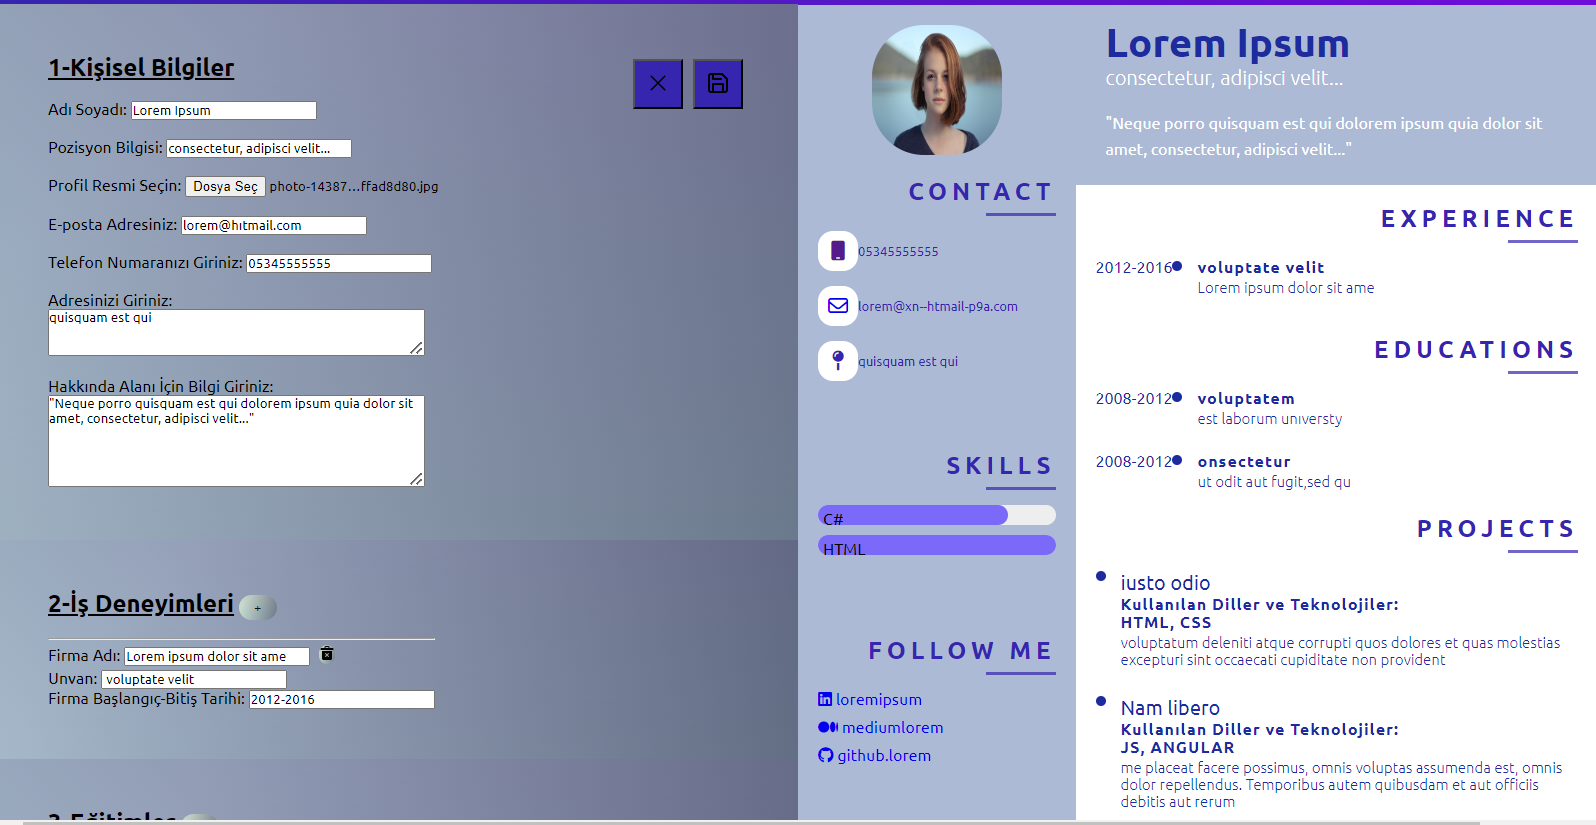 1-Kişisel Bilgiler
Adı Soyadı: Lorem Ipsum
Pozisyon Bilgisi: consectetur, adipisci velit...
Profil Resmi Seçin: Dosya Seç photo-14387...ffad8d80.jpg
E-posta Adresiniz: lorem@hıtmail.com
Telefon Numaranızı Giriniz: 05345555555
Adresinizi Giriniz:
quisquam est qui
Hakkında Alanı İçin Bilgi Giriniz:
"Neque porro quisquam est qui dolorem ipsum quia dolor sit
amet, consectetur, adipisci velit..."
2-İş Deneyimleri +
Firma Adı: Lorem ipsum dolor sit ame
Unvan: voluptate velit
Firma Başlangıç-Bitiş Tarihi: 2012-2016
3-Eğitimler
CONTACT
05345555555
lorem@xn--htmail-p9a.com
quisquam est qui
SKILLS
C#
HTML
FOLLOW ME
loremipsum
mediumlorem
github.lorem
Lorem Ipsum
consectetur, adipisci velit...
"Neque porro quisquam est qui dolorem ipsum quia dolor sit
amet, consectetur, adipisci velit..."
EXPERIENCE
2012-2016 voluptate velit
Lorem ipsum dolor sit ame
EDUCATIONS
2008-2012 voluptatem
est laborum unıversty
2008-2012 onsectetur
ut odit aut fugit,sed qu
PROJECTS
iusto odio
Kullanılan Diller ve Teknolojiler:
HTML, CSS
voluptatum deleniti atque corrupti quos dolores et quas molestias
excepturi sint occaecati cupiditate non provident
Nam libero
Kullanılan Diller ve Teknolojiler:
JS, ANGULAR
me placeat facere possimus, omnis voluptas assumenda est, omnis
dolor repellendus. Temporibus autem quibusdam et aut officiis
debitis aut rerum